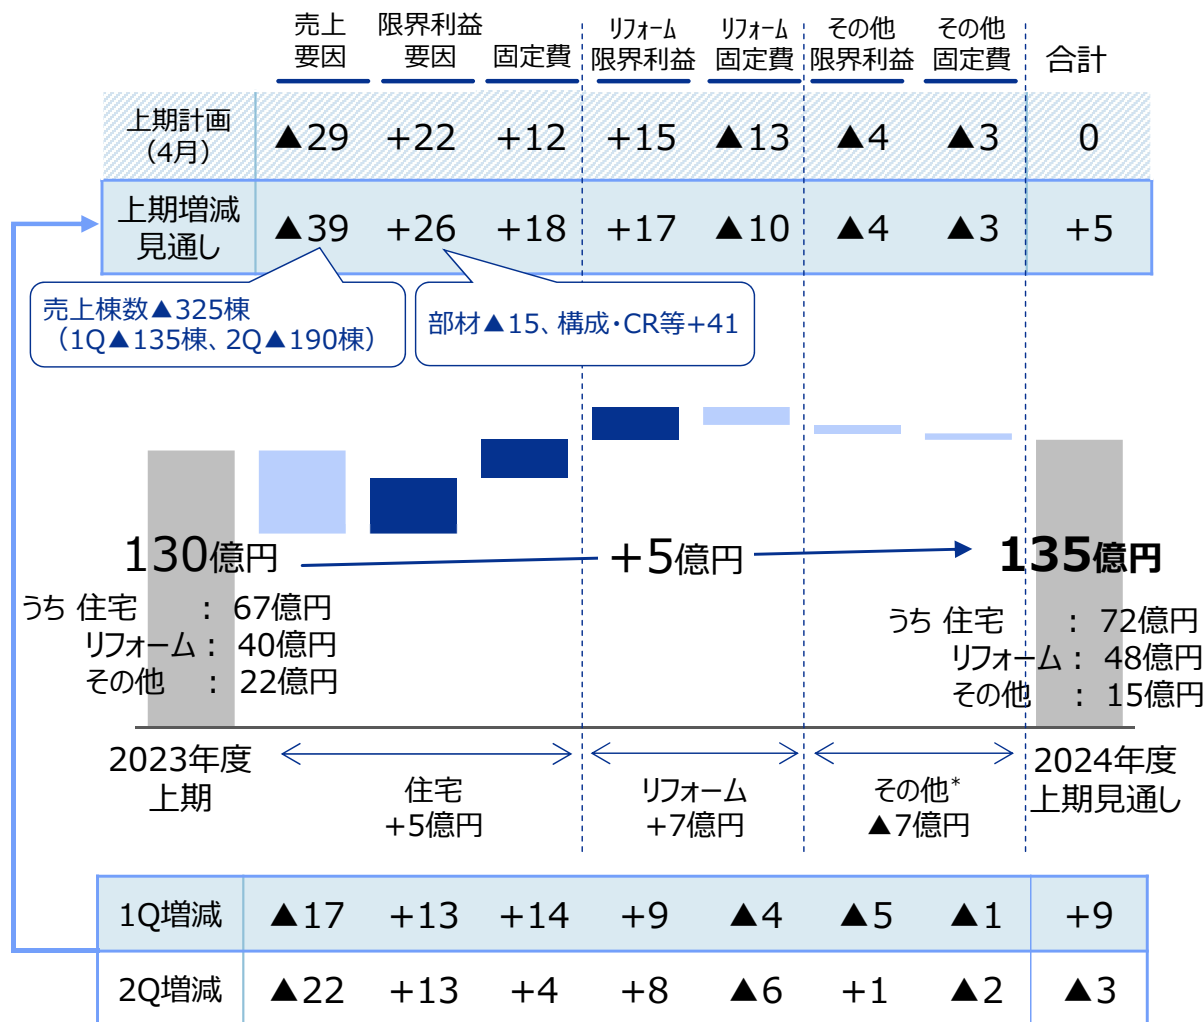 売上
要因
限界利益
要因
固定費
リフォーム
限界利益
リフォーム
固定費
その他
限界利益
その他
固定費
合計
上期計画
（4月）
▲29 +22 +12 +15 ▲13 ▲4 ▲3 0
上期増減
見通し
▲39 +26 +18 +17 ▲10 ▲4 ▲3 +5
売上棟数▲325棟
（1Q▲135棟、2Q▲190棟）
部材▲15、構成・CR等+41
130億円
+5億円
135億円
うち 住宅 : 67億円
リフォーム : 40億円
その他 : 22億円
うち 住宅 : 72億円
リフォーム : 48億円
その他 : 15億円
2023年度
上期
住宅
+5億円
リフォーム
+7億円
その他*
▲7億円
2024年度
上期見通し
1Q増減 ▲17 +13 +14 +9 ▲4 ▲5 ▲1 +9
2Q増減 ▲22 +13 +4 +8 ▲6 +1 ▲2 ▲3